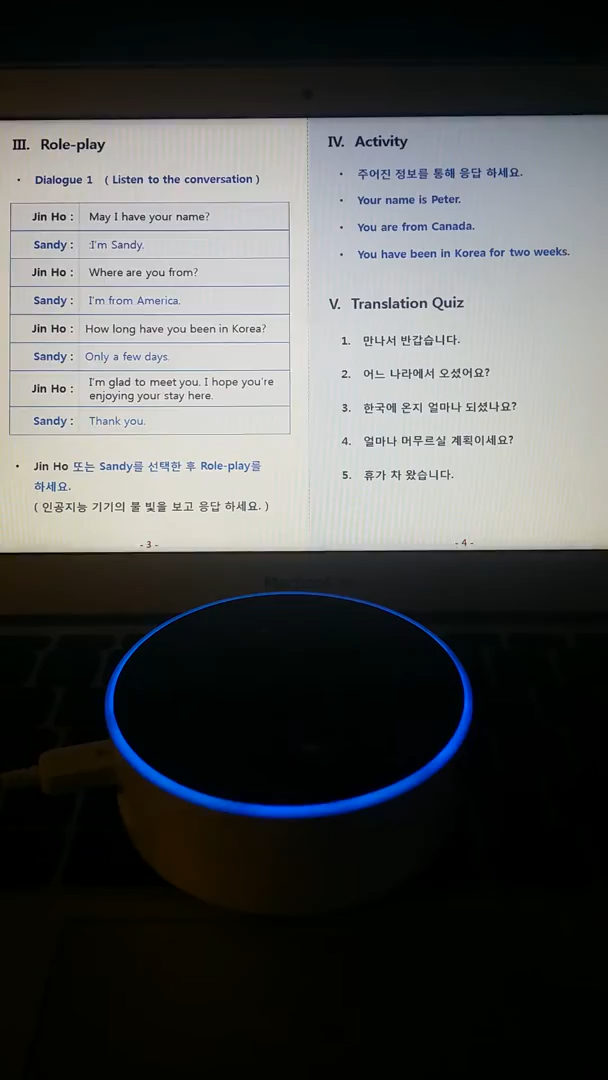 III. Role-play
• Dialogue 1 ( Listen to the conversation )
Jin Ho : May I have your name?
Sandy : I'm Sandy.
Jin Ho : Where are you from?
Sandy : I'm from America.
Jin Ho : How long have you been in Korea?
Sandy : Only a few days.
Jin Ho : I'm glad to meet you. I hope you're
enjoying your stay here.
Sandy : Thank you.
• Jin Ho 또는 Sandy를 선택한 후 Role-play를
하세요.
( 인공지능 기기의 불 빛을 보고 응답 하세요. )
- 3 -
IV. Activity
• 주어진 정보를 통해 응답 하세요.
• Your name is Peter.
• You are from Canada.
• You have been in Korea for two weeks.
V. Translation Quiz
1. 만나서 반갑습니다.
2. 어느 나라에서 오셨어요?
3. 한국에 온지 얼마나 되셨나요?
4. 얼마나 머무르실 계획이세요?
5. 휴가 차 왔습니다.
- 4 -